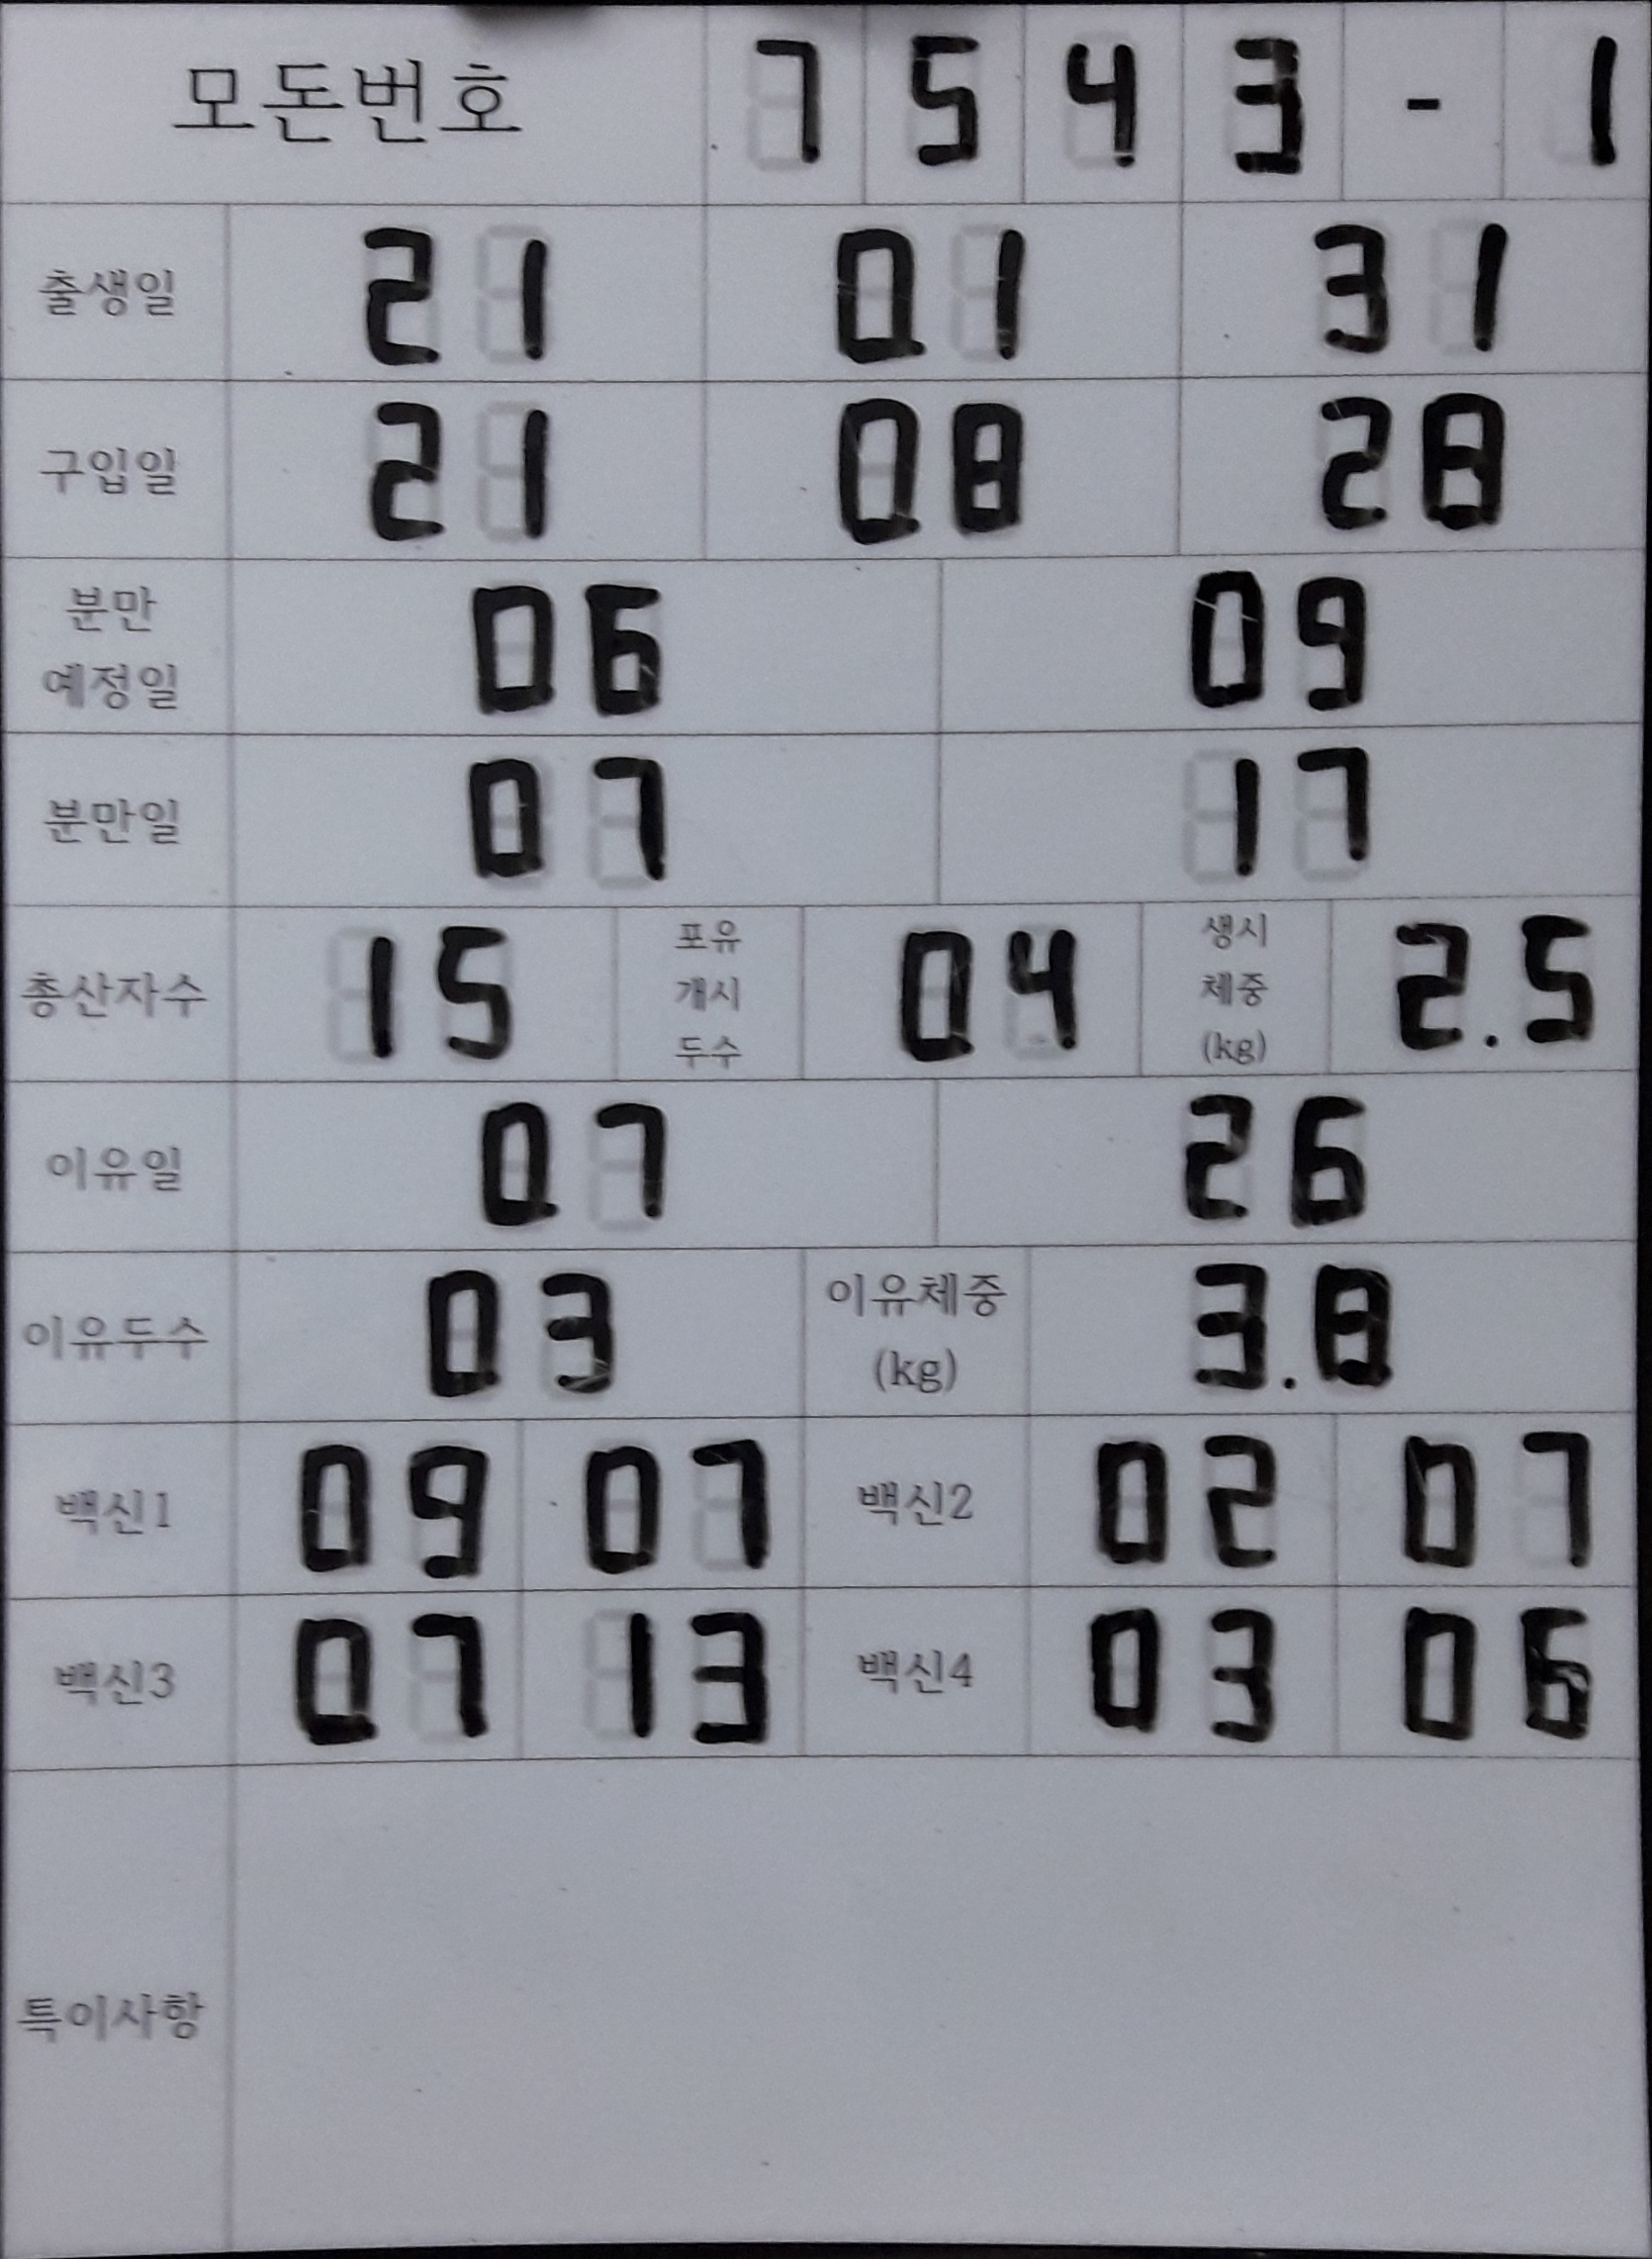 모돈번호 7 5 4 3 - 1
출생일 21 01 31
구입일 21 08 28
분만 예정일 06 09
분만일 07 17
총산자수 15 포유 개시 두수 04 생시 체중 (kg) 2.5
이유일 07 26
이유두수 03 이유체중 (kg) 3.8
백신1 09 07 백신2 02 07
백신3 07 13 백신4 03 06
특이사항